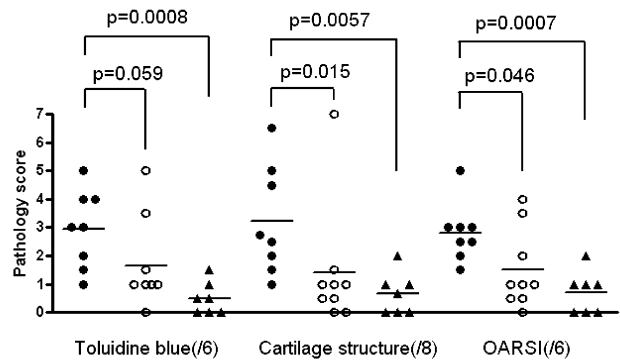 p=0.0008
p=0.0057
p=0.0007
p=0.059
p=0.015
p=0.046
Pathology score
7
6
5
4
3
2
1
0
Toluidine blue(/6)
Cartilage structure(/8)
OARSI(/6)